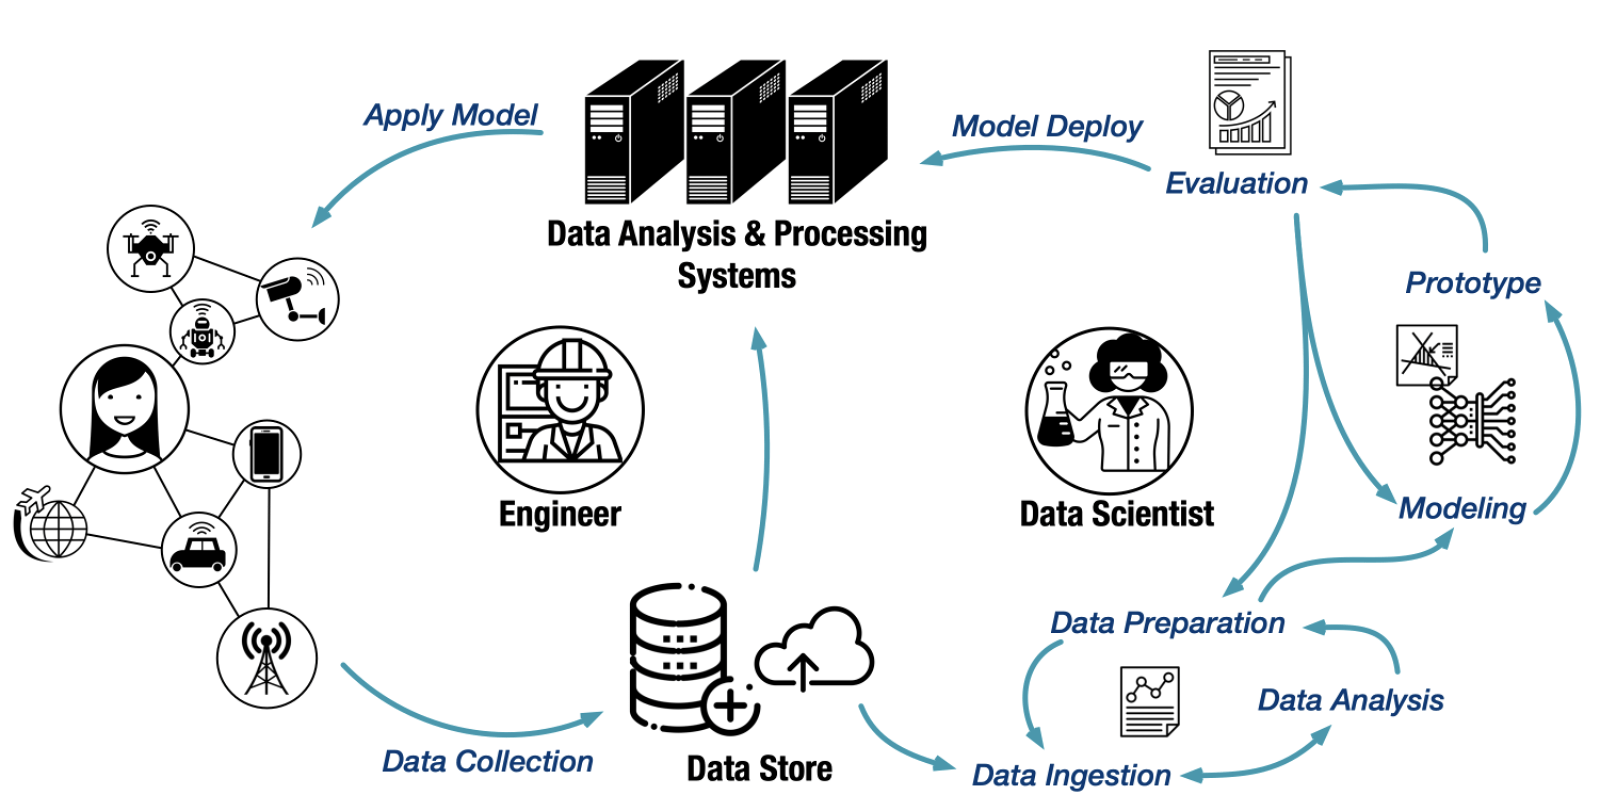 Apply Model
Model Deploy
Evaluation
Data Analysis & Processing
Systems
Prototype
Engineer
Data Scientist
Modeling
Data Preparation
Data Analysis
Data Collection
Data Store
Data Ingestion